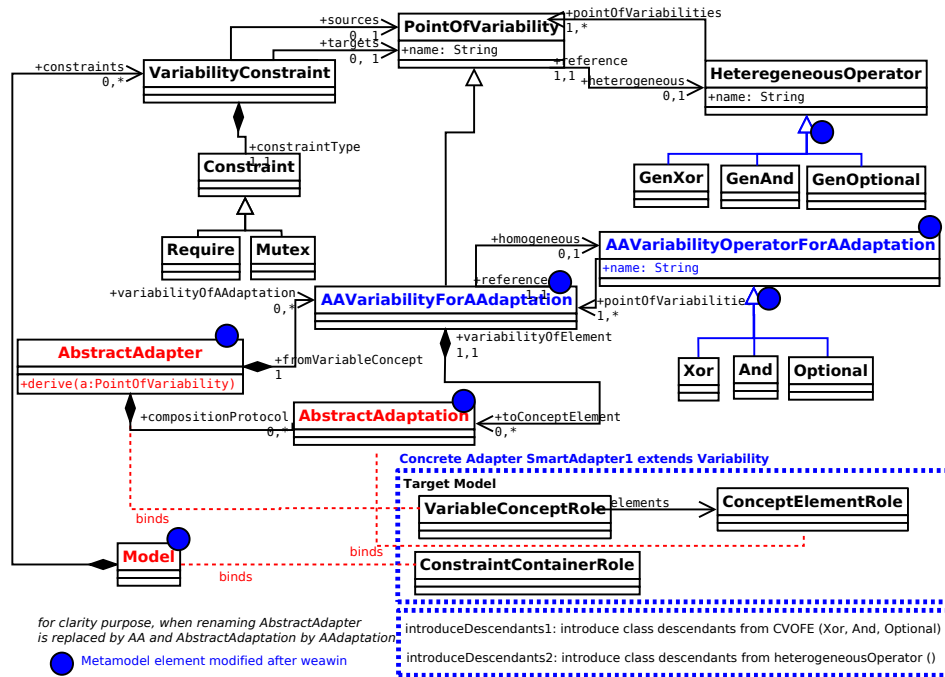 +sources
0, 1
+targets
0, 1
PointOfVariability
+name: String
+pointOfVariabilities
1,*
+reference
1,1
+heterogeneous
0,1
HeteregeneousOperator
+name: String
+constraints
0,*
VariabilityConstraint
+constraintType
1,1
Constraint
Require
Mutex
GenXor
GenAnd
GenOptional
+homogeneous
0,1
AAVariabilityOperatorForAAdaptation
+name: String
+reference
1,1
+variabilityOfAAdaptation
0,*
AAVariabilityForAAdaptation
+pointOfVariabilitie
1,*
+variabilityOfElement
1,1
AbstractAdapter
+derive(a:PointOfVariability)
+fromVariableConcept
1
Xor
And
Optional
+compositionProtocol
0,*
AbstractAdaptation
+toConceptElement
0,*
Concrete Adapter SmartAdapter1 extends Variability
Target Model
VariableConceptRole
elements
ConceptElementRole
binds
binds
Model
binds
ConstraintContainerRole
for clarity purpose, when renaming AbstractAdapter
is replaced by AA and AbstractAdaptation by AAdaptation
Metamodel element modified after weawin
introduceDescendants1: introduce class descendants from CVOFE (Xor, And, Optional)
introduceDescendants2: introduce class descendants from heterogeneousOperator ()